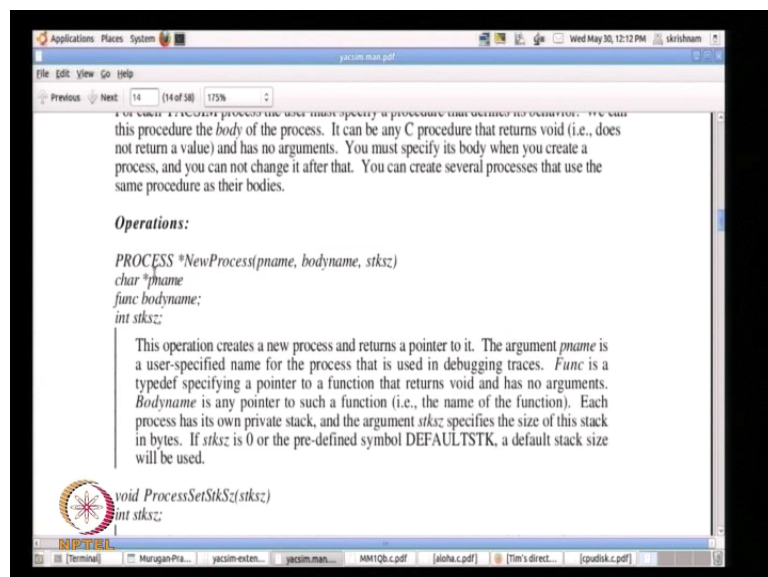 Applications Places System
Wed May 30, 12:12 PM skrishnam
yacsim.man.pdf
File Edit View Go Help
Previous Next 14 (14 of 58) 175%
this procedure the body of the process. It can be any C procedure that returns void (i.e., does
not return a value) and has no arguments. You must specify its body when you create a
process, and you can not change it after that. You can create several processes that use the
same procedure as their bodies.
Operations:
PROCESS *NewProcess(pname, bodyname, stksz)
char *pname
func bodyname;
int stksz;
This operation creates a new process and returns a pointer to it. The argument pname is
a user-specified name for the process that is used in debugging traces. Func is a
typedef specifying a pointer to a function that returns void and has no arguments.
Bodyname is any pointer to such a function (i.e., the name of the function). Each
process has its own private stack, and the argument stksz specifies the size of this stack
in bytes. If stksz is 0 or the pre-defined symbol DEFAULTSTK, a default stack size
will be used.
void ProcessSetStkSz(stksz)
int stksz;
NPTEL
[Terminal] Murugan-Pra... yacsim-exten... yacsim.man.... MM1Qb.c.pdf [aloha.c.pdf] [Tim's direct... [cpudisk.c.pdf]